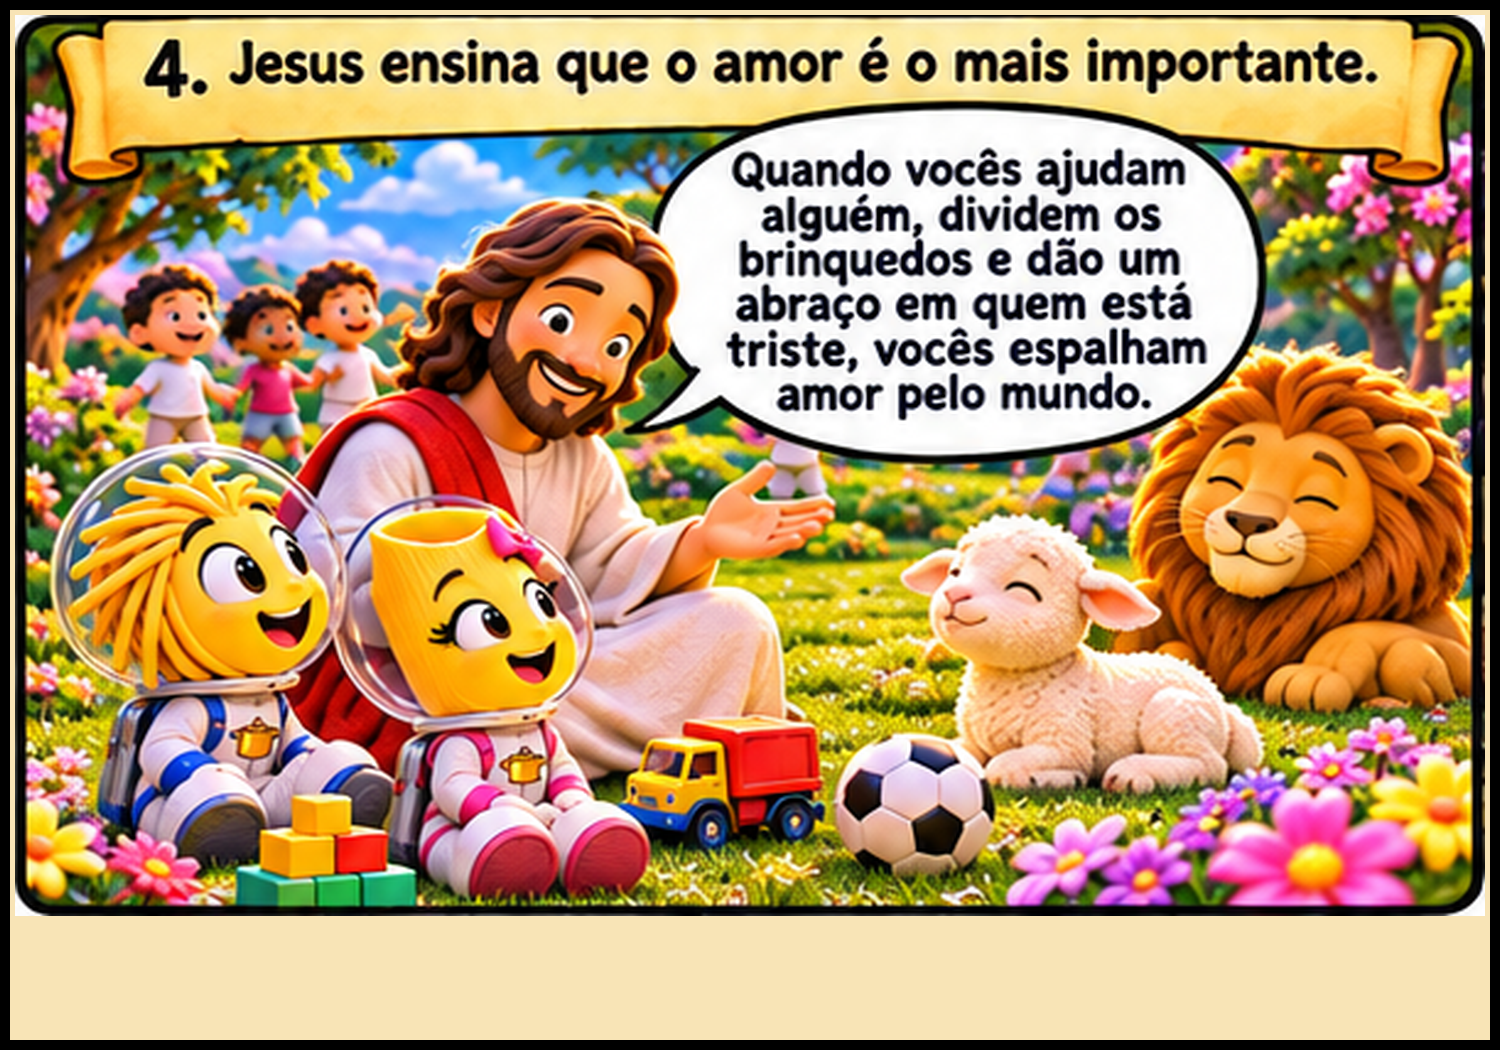 4. Jesus ensina que o amor é o mais importante.
Quando vocês ajudam
alguém, dividem os
brinquedos e dão um
abraço em quem está
triste, vocês espalham
amor pelo mundo.